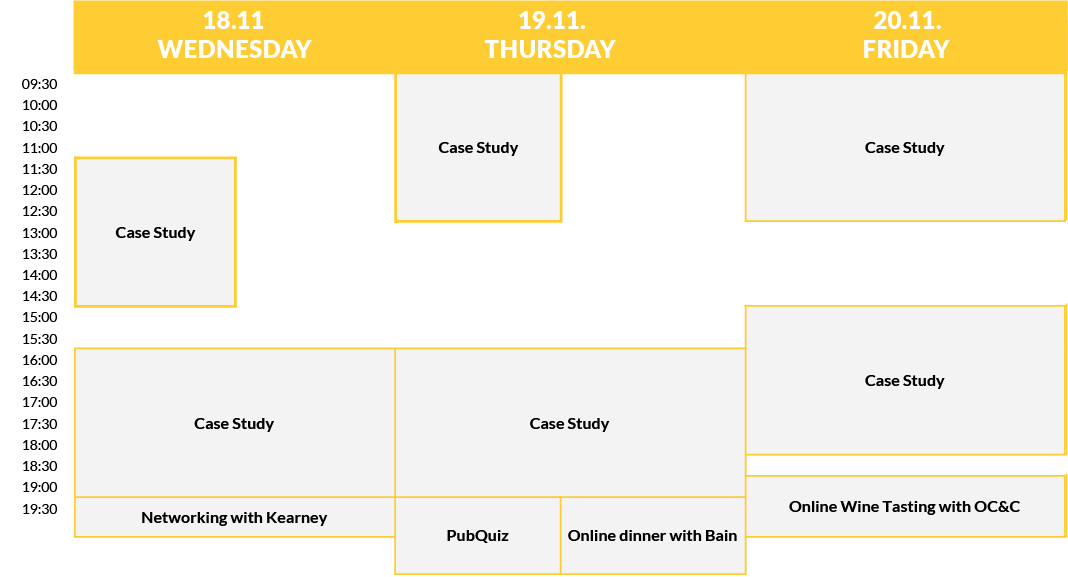 18.11
WEDNESDAY
19.11.
THURSDAY
20.11.
FRIDAY
09:30
10:00
10:30
11:00
11:30
12:00
12:30
13:00
13:30
14:00
14:30
15:00
15:30
16:00
16:30
17:00
17:30
18:00
18:30
19:00
19:30
Case Study
Case Study
Networking with Kearney
Case Study
Case Study
PubQuiz
Online dinner with Bain
Case Study
Case Study
Online Wine Tasting with OC&C